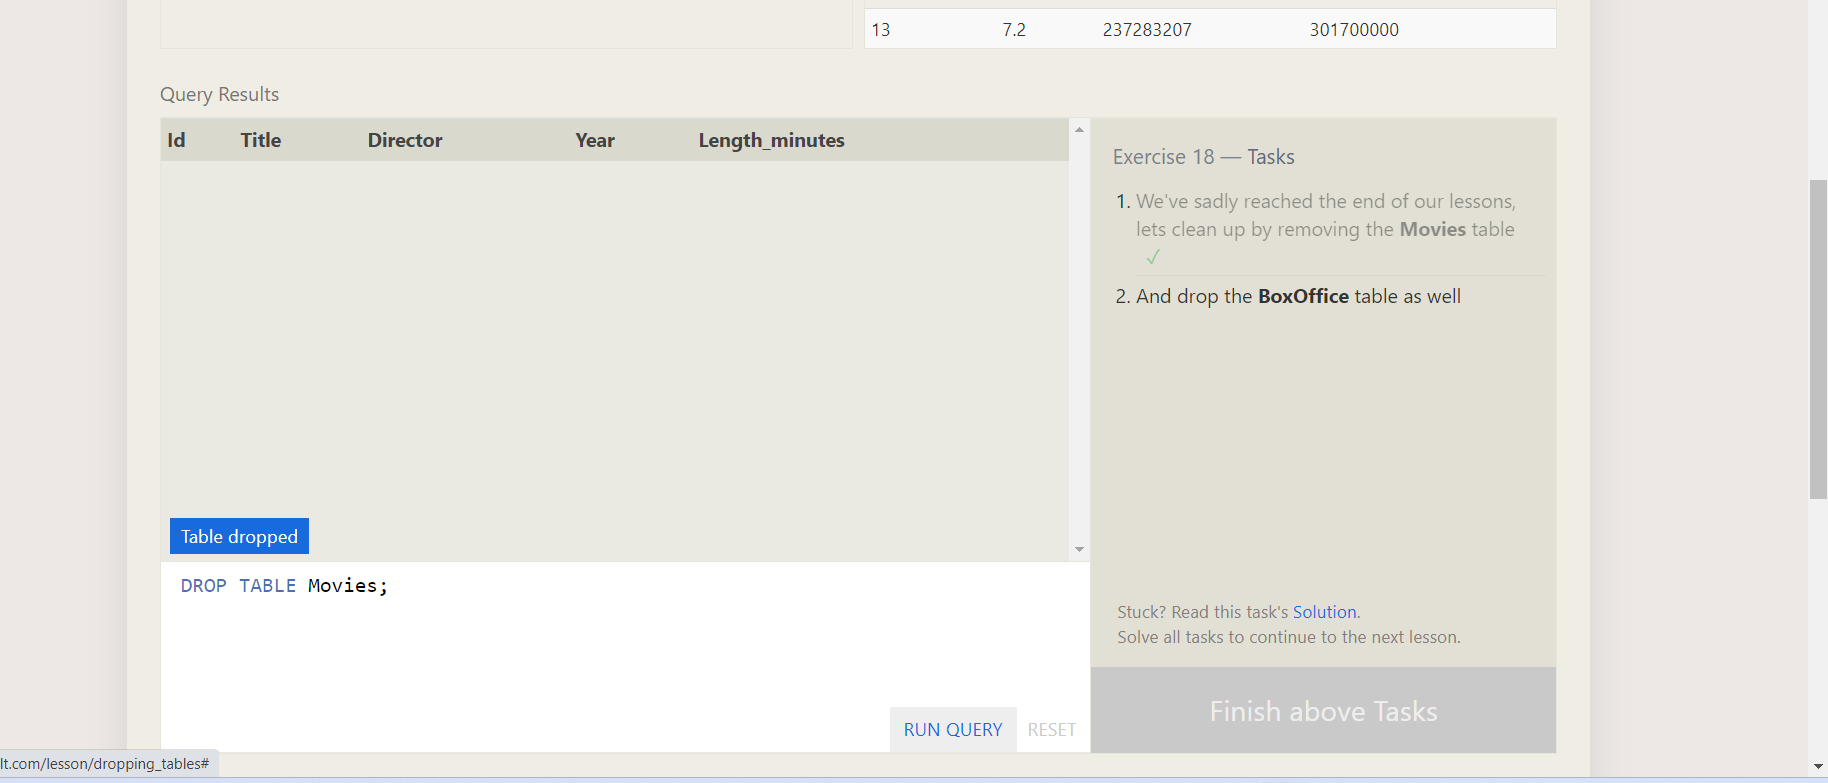 13 7.2 237283207 301700000
Query Results
Id Title Director Year Length_minutes
Exercise 18 — Tasks
1. We've sadly reached the end of our lessons,
lets clean up by removing the Movies table
✓
2. And drop the BoxOffice table as well
Table dropped
DROP TABLE Movies;
Stuck? Read this task's Solution.
Solve all tasks to continue to the next lesson.
RUN QUERY RESET
Finish above Tasks
lt.com/lesson/dropping_tables#